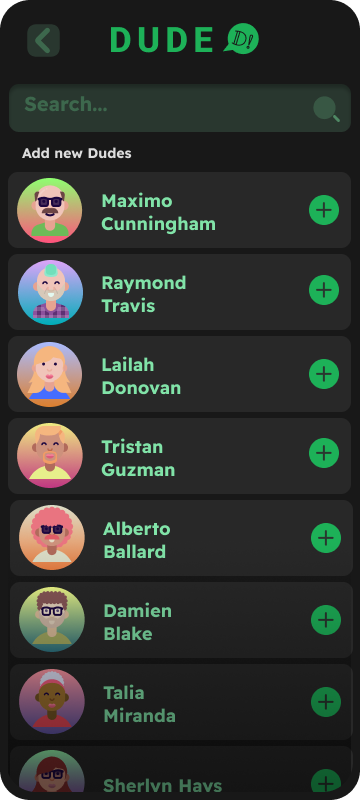 DUDE D!
Search...
Add new Dudes
Maximo
Cunningham
Raymond
Travis
Lailah
Donovan
Tristan
Guzman
Alberto
Ballard
Damien
Blake
Talia
Miranda
Sherlyn Hays